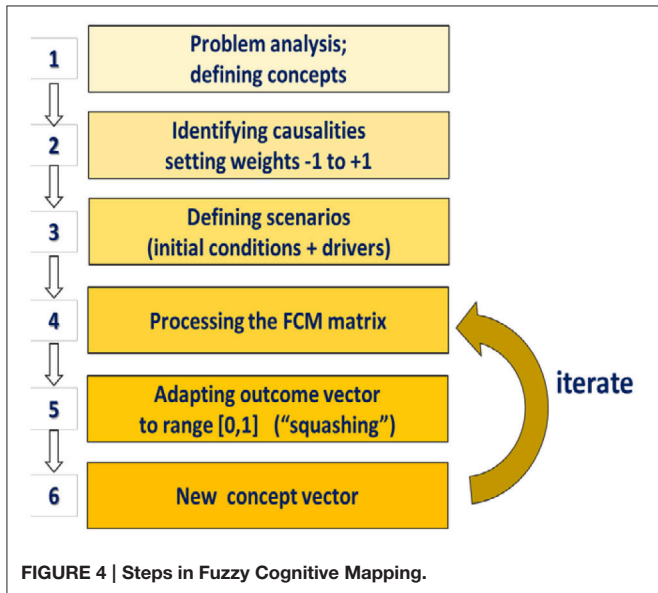 1
Problem analysis;
defining concepts
2
Identifying causalities
setting weights -1 to +1
3
Defining scenarios
(initial conditions + drivers)
4
Processing the FCM matrix
iterate
5
Adapting outcome vector
to range [0,1] (“squashing”)
6
New concept vector
FIGURE 4 | Steps in Fuzzy Cognitive Mapping.